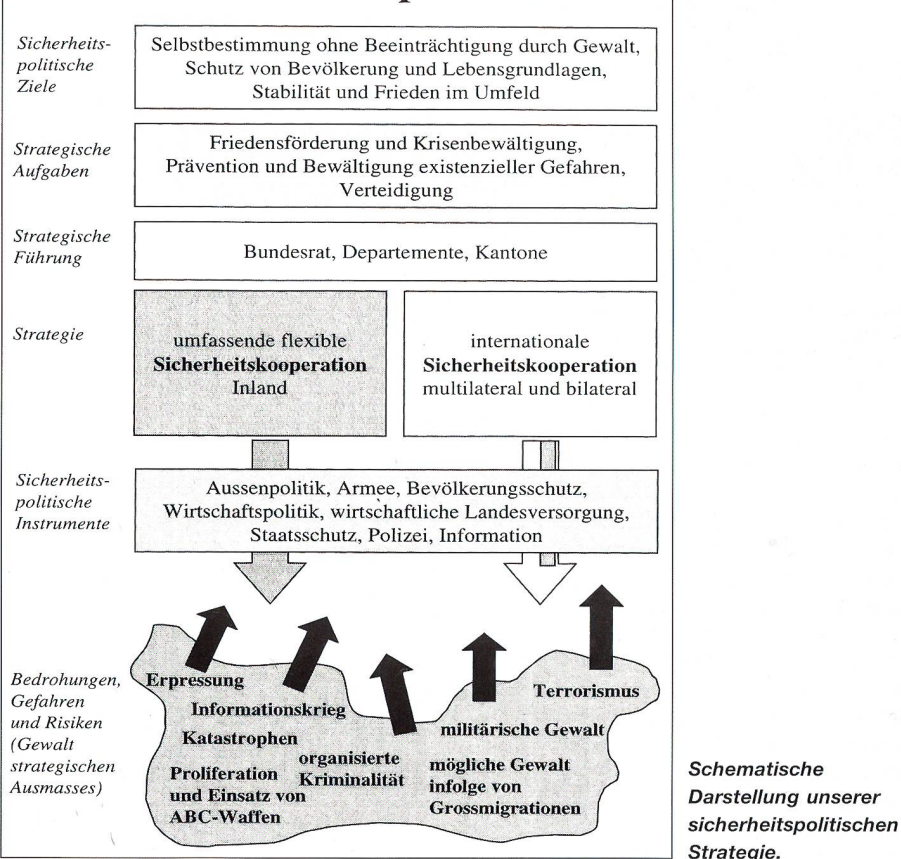 Sicherheits-
politische
Ziele
Selbstbestimmung ohne Beeinträchtigung durch Gewalt,
Schutz von Bevölkerung und Lebensgrundlagen,
Stabilität und Frieden im Umfeld
Strategische
Aufgaben
Friedensförderung und Krisenbewältigung,
Prävention und Bewältigung existenzieller Gefahren,
Verteidigung
Strategische
Führung
Bundesrat, Departemente, Kantone
Strategie
umfassende flexible
Sicherheitskooperation
Inland
internationale
Sicherheitskooperation
multilateral und bilateral
Sicherheits-
politische
Instrumente
Aussenpolitik, Armee, Bevölkerungsschutz,
Wirtschaftspolitik, wirtschaftliche Landesversorgung,
Staatsschutz, Polizei, Information
Bedrohungen,
Gefahren
und Risiken
(Gewalt
strategischen
Ausmasses)
Erpressung
Informationskrieg
Katastrophen
Proliferation
und Einsatz von
ABC-Waffen
organisierte
Kriminalität
Terrorismus
militärische Gewalt
mögliche Gewalt
infolge von
Grossmigrationen
Schematische
Darstellung unserer
sicherheitspolitischen
Strategie.